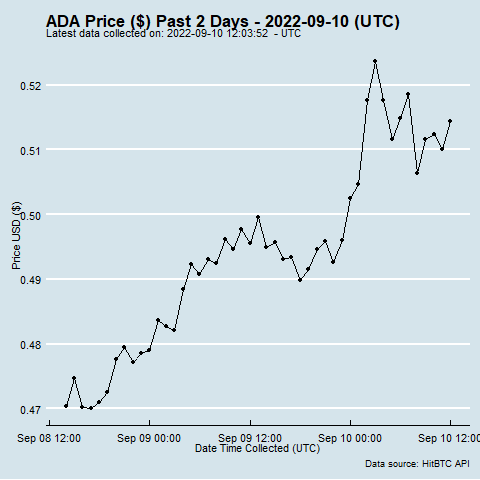 ADA Price ($) Past 2 Days - 2022-09-10 (UTC)
Latest data collected on: 2022-09-10 12:03:52 - UTC
0.52
0.51
0.50
0.49
0.48
0.47
Price USD ($)
Sep 08 12:00 Sep 09 00:00 Sep 09 12:00 Sep 10 00:00 Sep 10 12:00
Date Time Collected (UTC)
Data source: HitBTC API